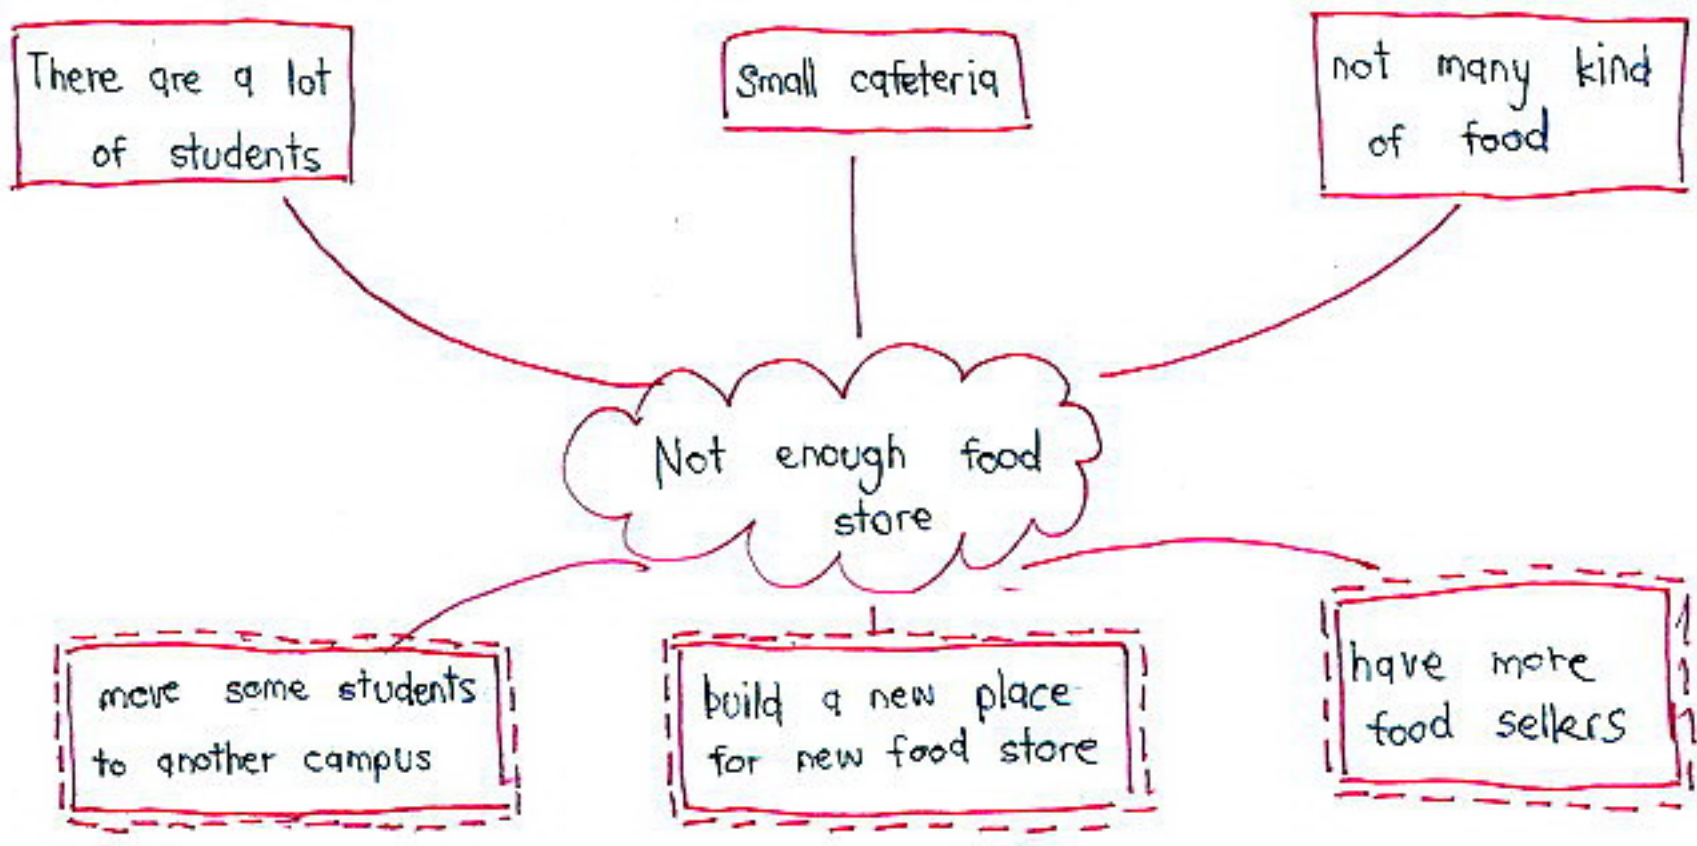 There are a lot
of students
Small cafeteria
not many kind
of food
Not enough food
store
move some students
to another campus
build a new place
for new food store
have more
food sellers